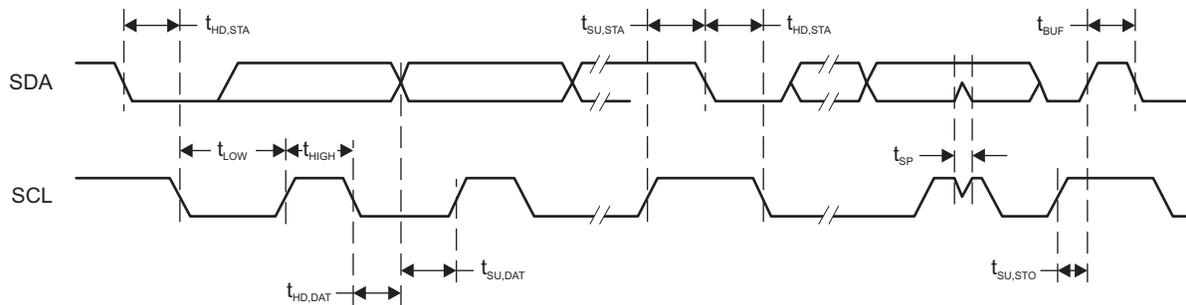 tHD,STA
tSU,STA
tHD,STA
tBUF
SDA
tLOW
tHIGH
tSP
SCL
tSU,DAT
tSU,STO
tHD,DAT